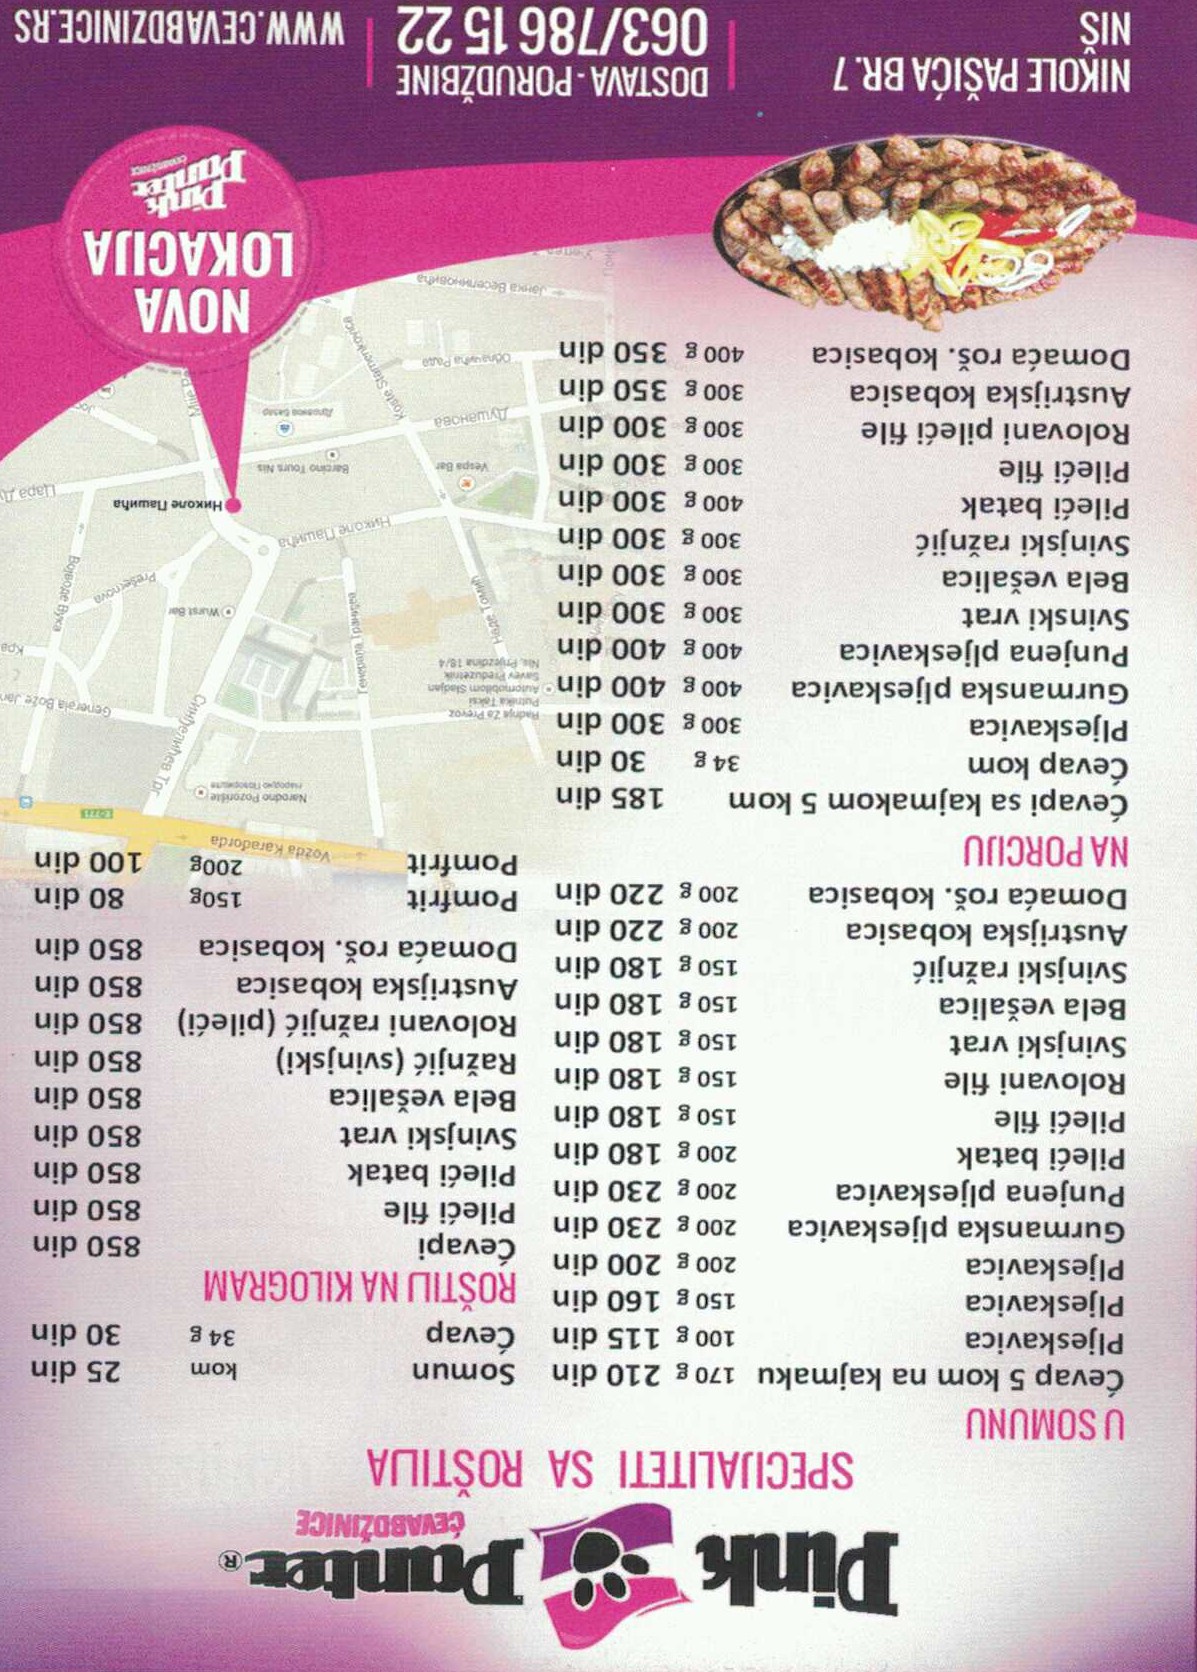 Pink Panter®
ĆEVABDŽINICE
SPECIJALITETI SA ROŠTILJA
U SOMUNU
Ćevap 5 kom na kajmaku 170 g 210 din
Pljeskavica 100 g 115 din
Pljeskavica 150 g 160 din
Pljeskavica 200 g 200 din
Gurmanska pljeskavica 200 g 230 din
Punjena pljeskavica 200 g 230 din
Pileći batak 200 g 180 din
Pileći file 150 g 180 din
Rolovani file 150 g 180 din
Svinjski vrat 150 g 180 din
Bela vešalica 150 g 180 din
Svinjski ražnjić 150 g 180 din
Austrijska kobasica 200 g 220 din
Domaća roš. kobasica 200 g 220 din
NA PORCIJU
Ćevapi sa kajmakom 5 kom 185 din
Ćevap kom 34 g 30 din
Pljeskavica 300 g 300 din
Gurmanska pljeskavica 400 g 400 din
Punjena pljeskavica 400 g 400 din
Svinski vrat 300 g 300 din
Bela vešalica 300 g 300 din
Svinjski ražnjić 300 g 300 din
Pileći batak 400 g 300 din
Pileći file 300 g 300 din
Rolovani pileći file 300 g 300 din
Austrijska kobasica 300 g 350 din
Domaća roš. kobasica 400 g 350 din
Somun kom 25 din
Ćevap 34 g 30 din
ROŠTILJ NA KILOGRAM
Ćevapi 850 din
Pileći file 850 din
Pileći batak 850 din
Svinjski vrat 850 din
Bela vešalica 850 din
Ražnjić (svinjski) 850 din
Rolovani ražnjić (pileći) 850 din
Austrijska kobasica 850 din
Domaća roš. kobasica 850 din
Pomfrit 150g 80 din
Pomfrit 200g 100 din
Vožda Karađorđa
E-771
Narodno Pozorište
Народно Позориште
Синђелићев Трг
Generala Bože Jan
Radnja Za Prevoz
Putnika Taksi
Automobilom Sladjan
Savev Preduzetnik
Nis, Prijezdina 18/4
Наде Томић
Генерала Транијеа
Wurst Bar
Prešernova
Војводе Вука
Николе Пашића
Николе Пашића
Vespa Bar
Barcino Tours Nis
Душанова
Душанов базар
Koste Stamenkovića
Обачића Рада
Јанка Веселиновића
NOVA
LOKACIJA
Pink
Panter
ĆEVABDŽINICE
NIKOLE PAŠIĆA BR. 7
NIŠ
DOSTAVA - PORUDŽBINE
063/786 15 22
WWW.CEVABDZINICE.RS